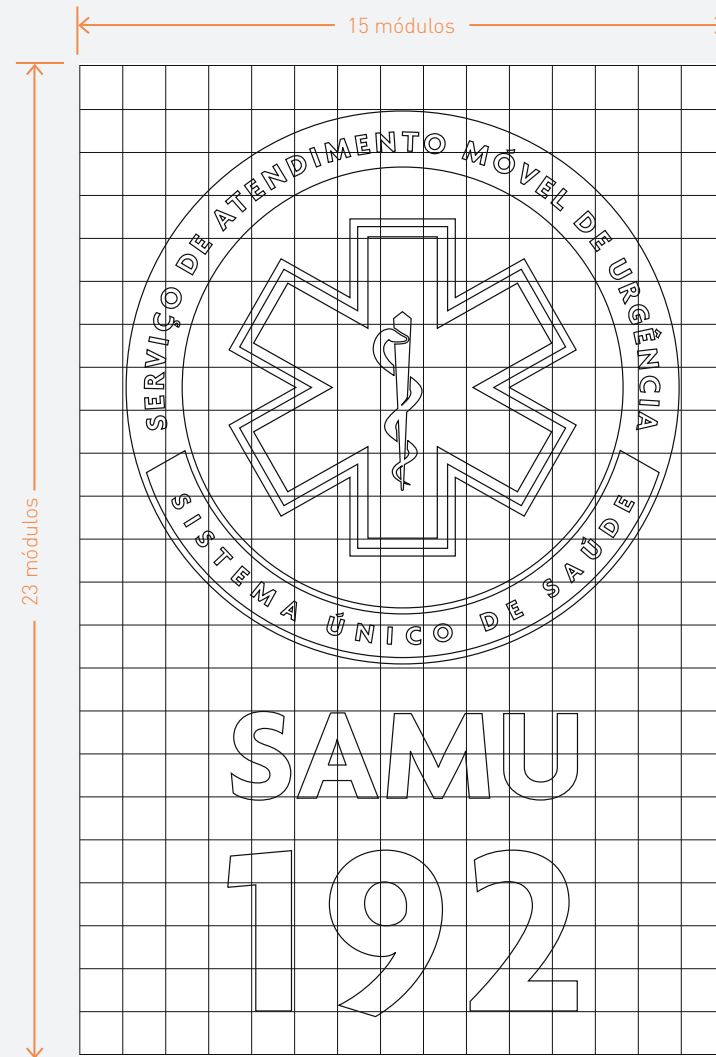 15 módulos
23 módulos
SERVIÇO DE ATENDIMENTO MÓVEL DE URGÊNCIA
SISTEMA ÚNICO DE SAÚDE
SAMU
192